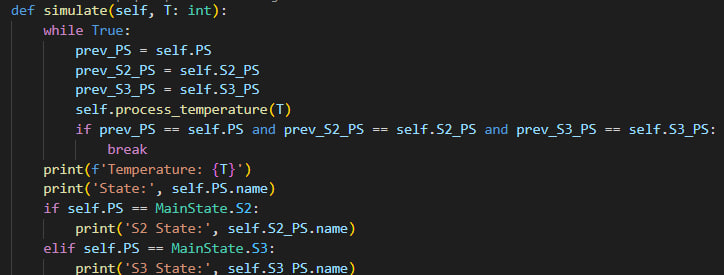 def simulate(self, T: int):
    while True:
        prev_PS = self.PS
        prev_S2_PS = self.S2_PS
        prev_S3_PS = self.S3_PS
        self.process_temperature(T)
        if prev_PS == self.PS and prev_S2_PS == self.S2_PS and prev_S3_PS == self.S3_PS:
            break
    print(f'Temperature: {T}')
    print('State:', self.PS.name)
    if self.PS == MainState.S2:
        print('S2 State:', self.S2_PS.name)
    elif self.PS == MainState.S3:
        print('S3 State:', self.S3_PS.name)